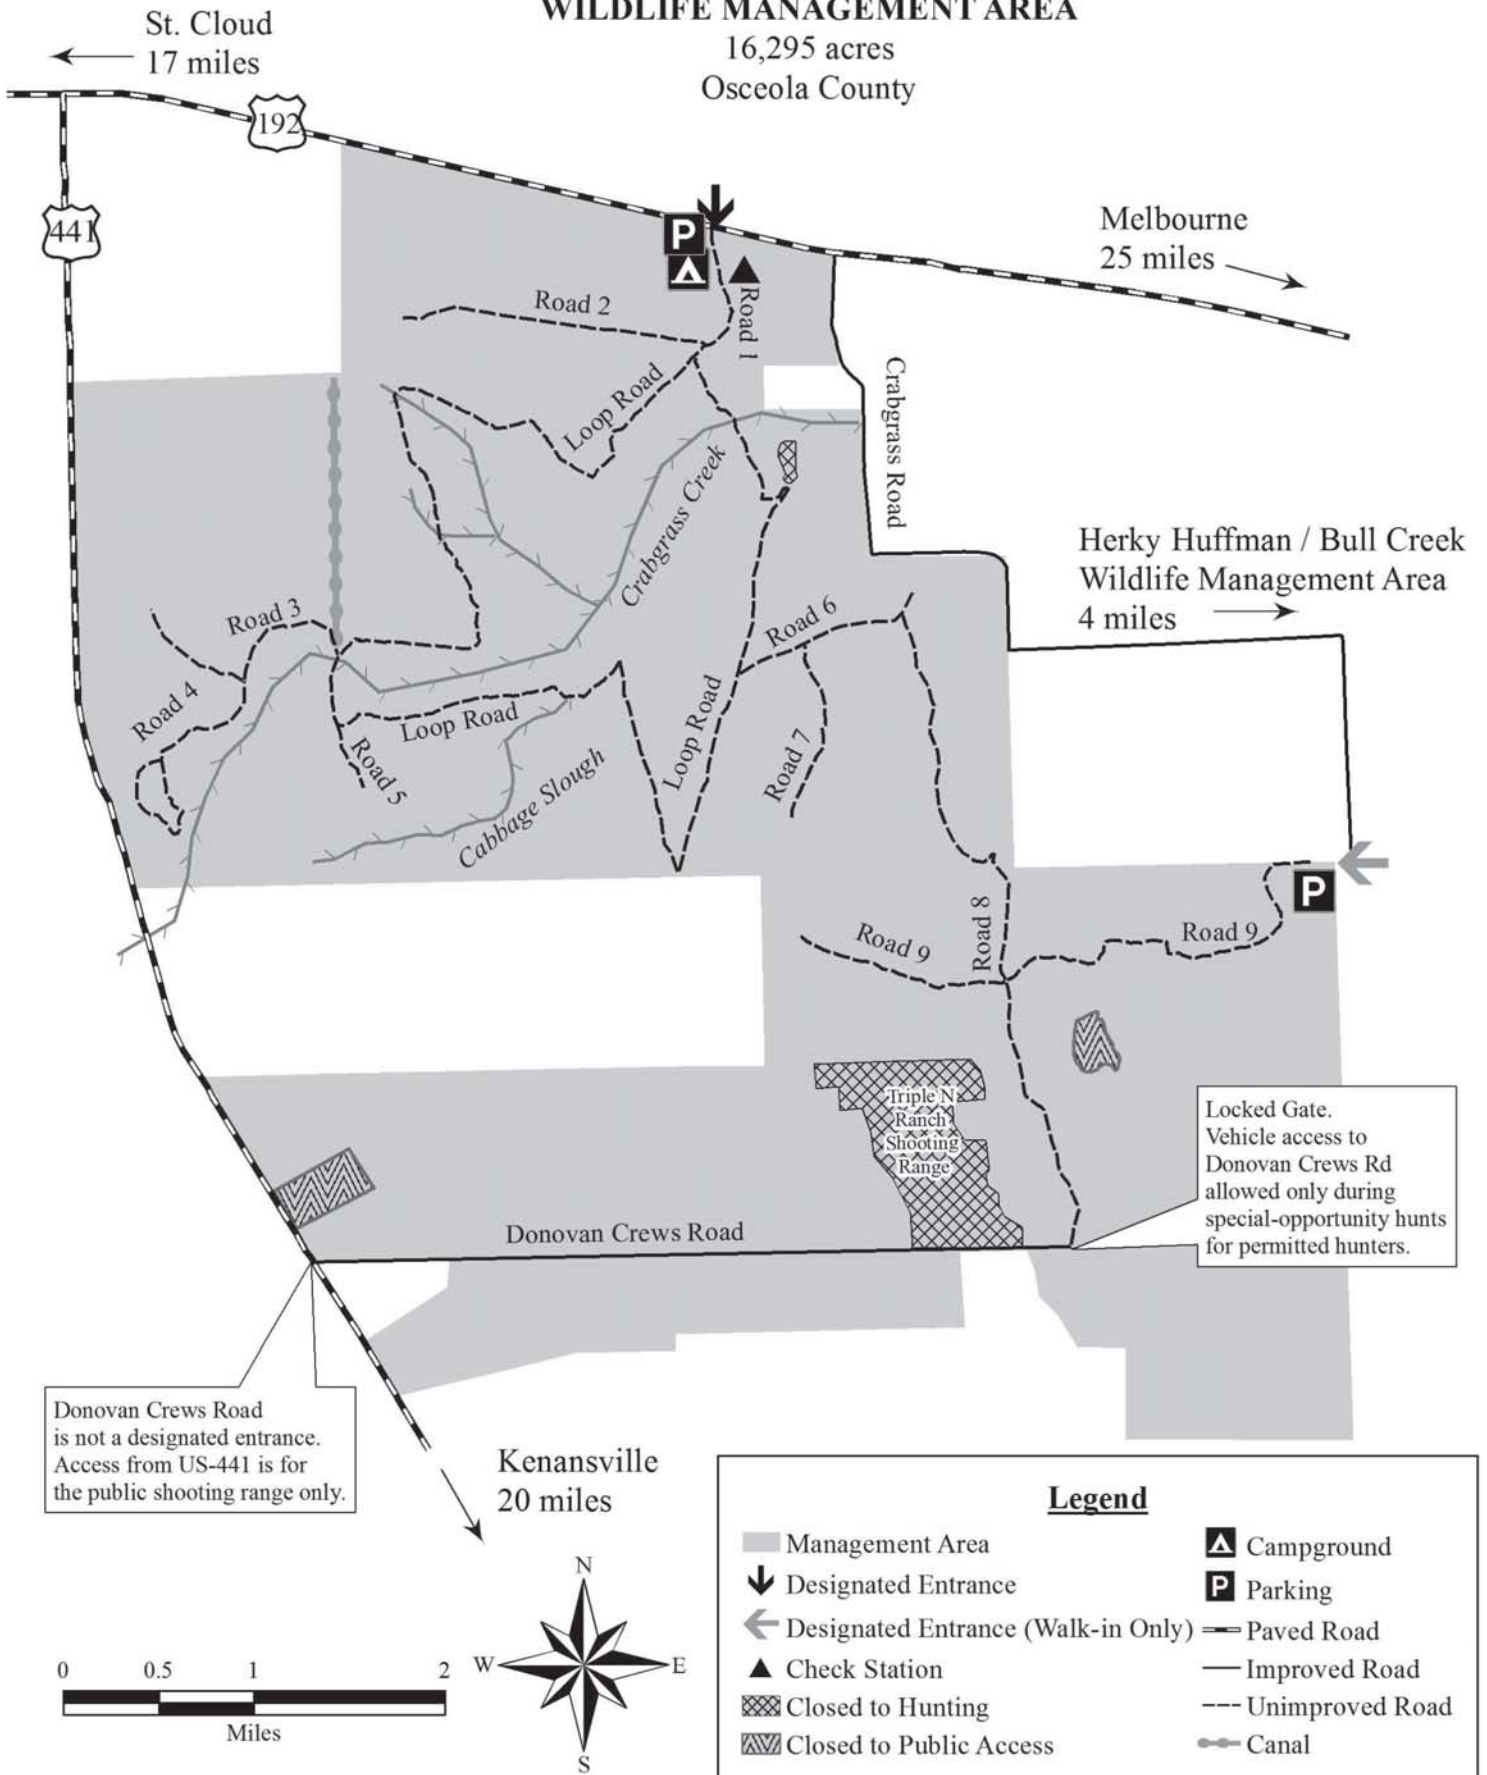 WILDLIFE MANAGEMENT AREA
16,295 acres
Osceola County
St. Cloud
17 miles
192
441
P
Melbourne
25 miles
Road 2
Road 1
Loop Road
Crabgrass Road
Crabgrass Creek
Herky Huffman / Bull Creek
Wildlife Management Area
4 miles
Road 3
Road 6
Road 4
Loop Road
Loop Road
Road 7
Road 5
Cabbage Slough
P
Road 8
Road 9
Road 9
Triple N
Ranch
Shooting
Range
Locked Gate.
Vehicle access to
Donovan Crews Rd
allowed only during
special-opportunity hunts
for permitted hunters.
Donovan Crews Road
Donovan Crews Road
is not a designated entrance.
Access from US-441 is for
the public shooting range only.
Kenansville
20 miles
N
W
E
S
0 0.5 1 2
Miles
Legend
Management Area
Designated Entrance
Designated Entrance (Walk-in Only)
Check Station
Closed to Hunting
Closed to Public Access
Campground
P Parking
Paved Road
Improved Road
Unimproved Road
Canal